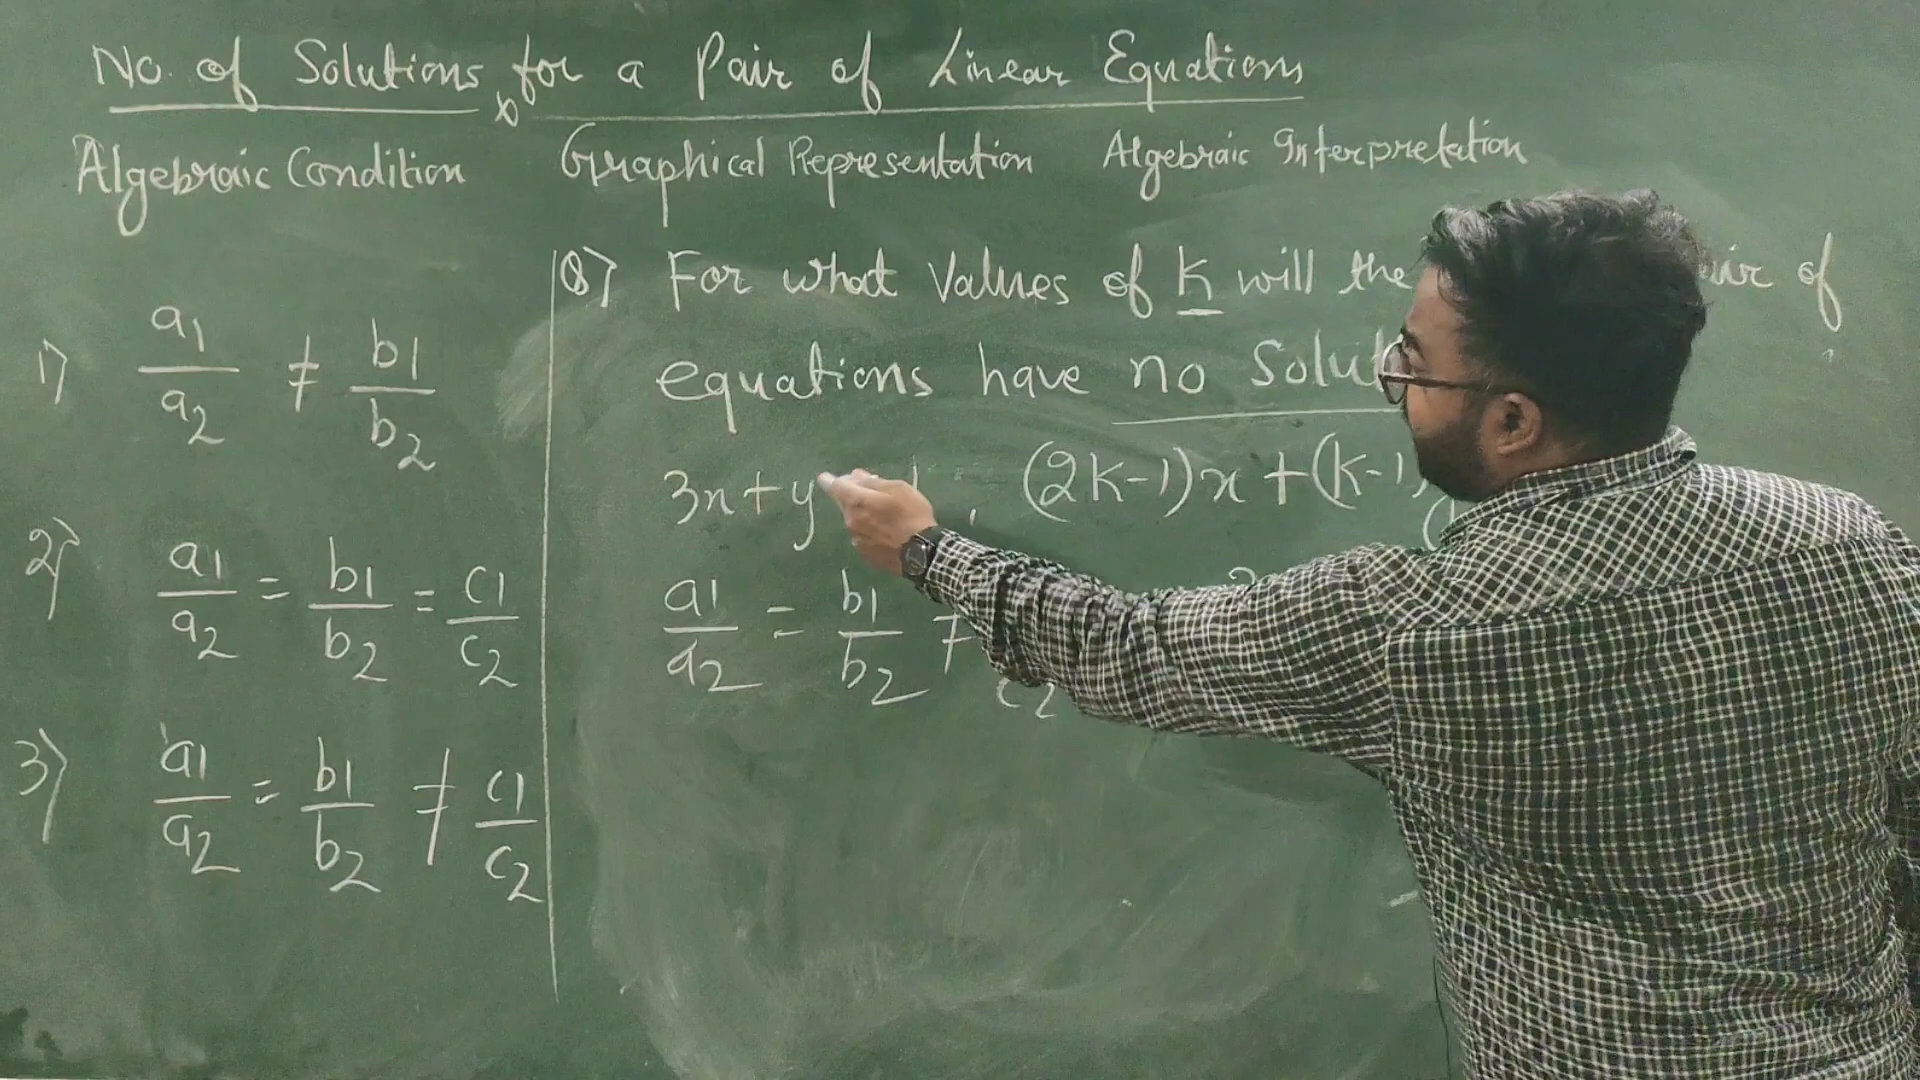 No. of Solutions for a Pair of Linear Equations
Algebraic Condition Graphical Representation Algebraic Interpretation
Q) For what values of K will the of
equations have no
3x+y , (2k-1)x+(k-1)
1) a1/a2 ≠ b1/b2
a1/a2 = b1/b2 ≠ c2
2) a1/a2 = b1/b2 = c1/c2
3) a1/a2 = b1/b2 ≠ c1/c2